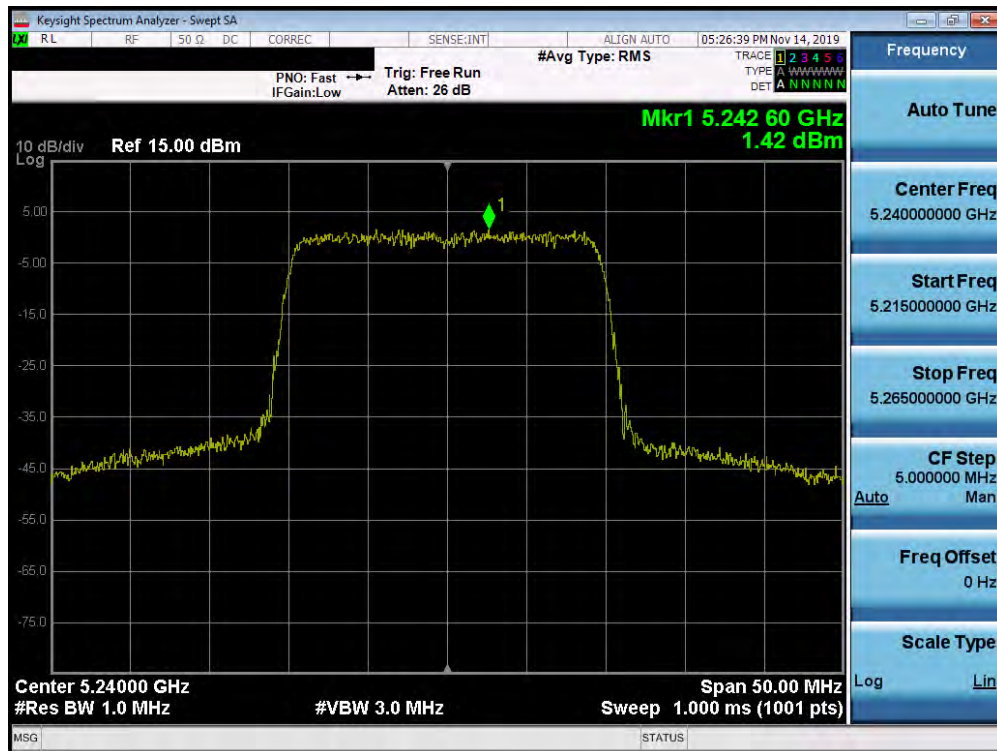 Keysight Spectrum Analyzer - Swept SA
LXI RL RF 50 Ω DC CORREC SENSE:INT ALIGN AUTO 05:26:39 PM Nov 14, 2019
#Avg Type: RMS
TRACE 1 2 3 4 5 6
PNO: Fast Trig: Free Run
TYPE A WWWWW
IFGain:Low Atten: 26 dB
DET A N N N N N
Mkr1 5.242 60 GHz
1.42 dBm
10 dB/div Ref 15.00 dBm
Log
1
5.00
-5.00
-15.0
-25.0
-35.0
-45.0
-55.0
-65.0
-75.0
Center 5.24000 GHz Span 50.00 MHz
#Res BW 1.0 MHz #VBW 3.0 MHz Sweep 1.000 ms (1001 pts)
MSG STATUS
Frequency
Auto Tune
Center Freq
5.240000000 GHz
Start Freq
5.215000000 GHz
Stop Freq
5.265000000 GHz
CF Step
5.000000 MHz
Auto Man
Freq Offset
0 Hz
Scale Type
Log Lin